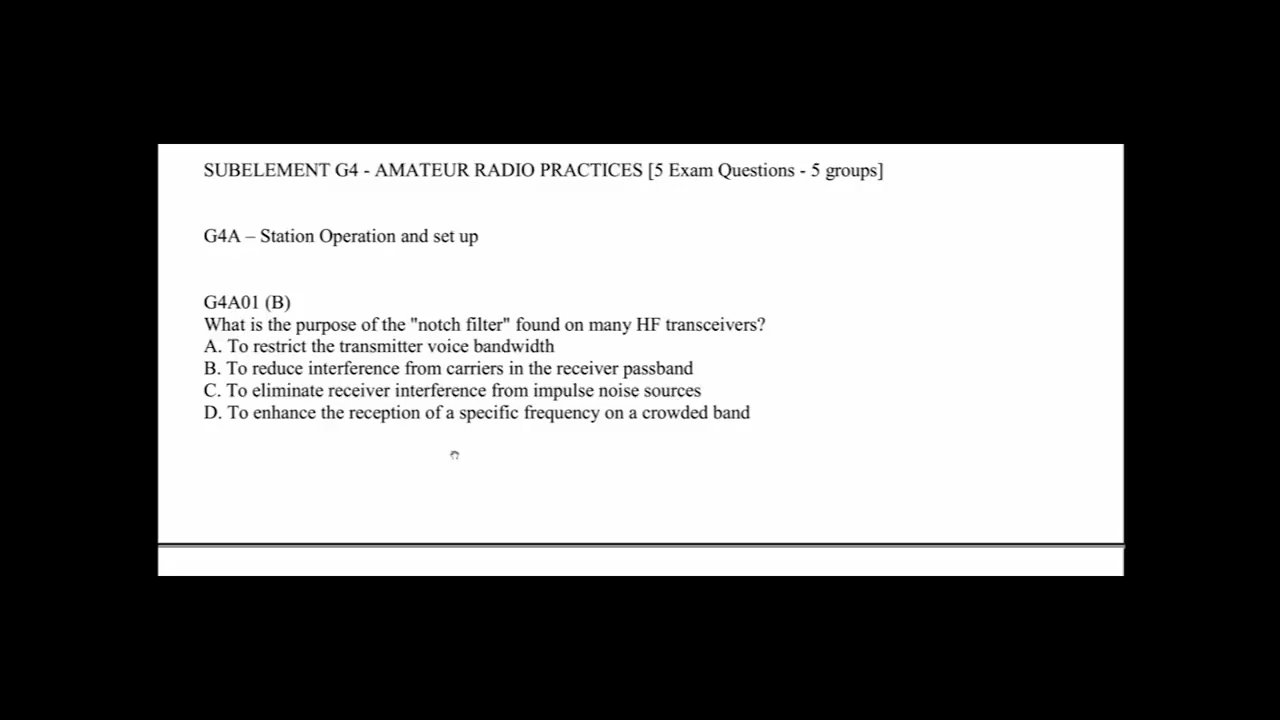 SUBELEMENT G4 - AMATEUR RADIO PRACTICES [5 Exam Questions - 5 groups]
G4A – Station Operation and set up
G4A01 (B)
What is the purpose of the "notch filter" found on many HF transceivers?
A. To restrict the transmitter voice bandwidth
B. To reduce interference from carriers in the receiver passband
C. To eliminate receiver interference from impulse noise sources
D. To enhance the reception of a specific frequency on a crowded band